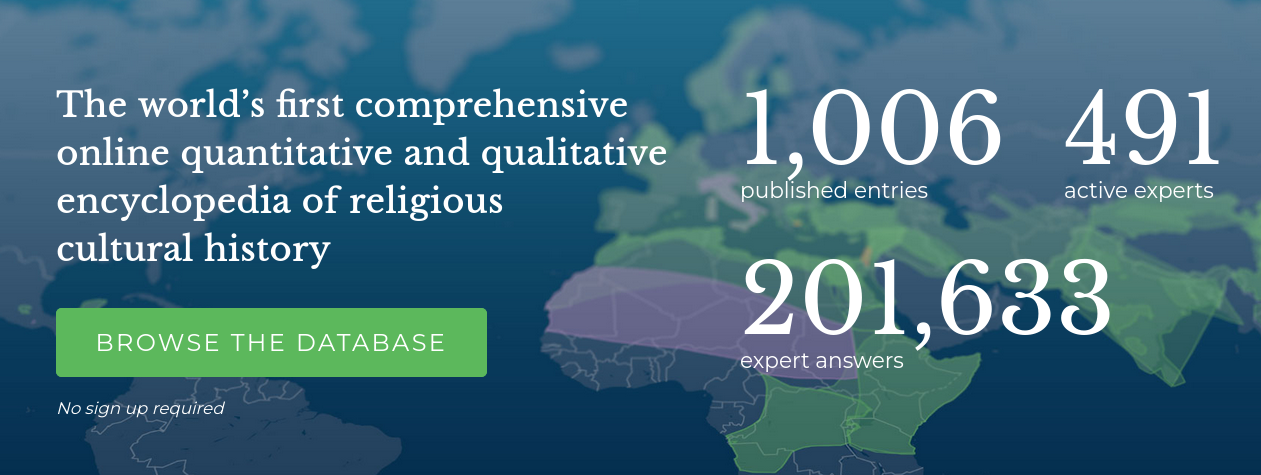 The world’s first comprehensive
online quantitative and qualitative
encyclopedia of religious
cultural history
BROWSE THE DATABASE
No sign up required
1,006
published entries
491
active experts
201,633
expert answers